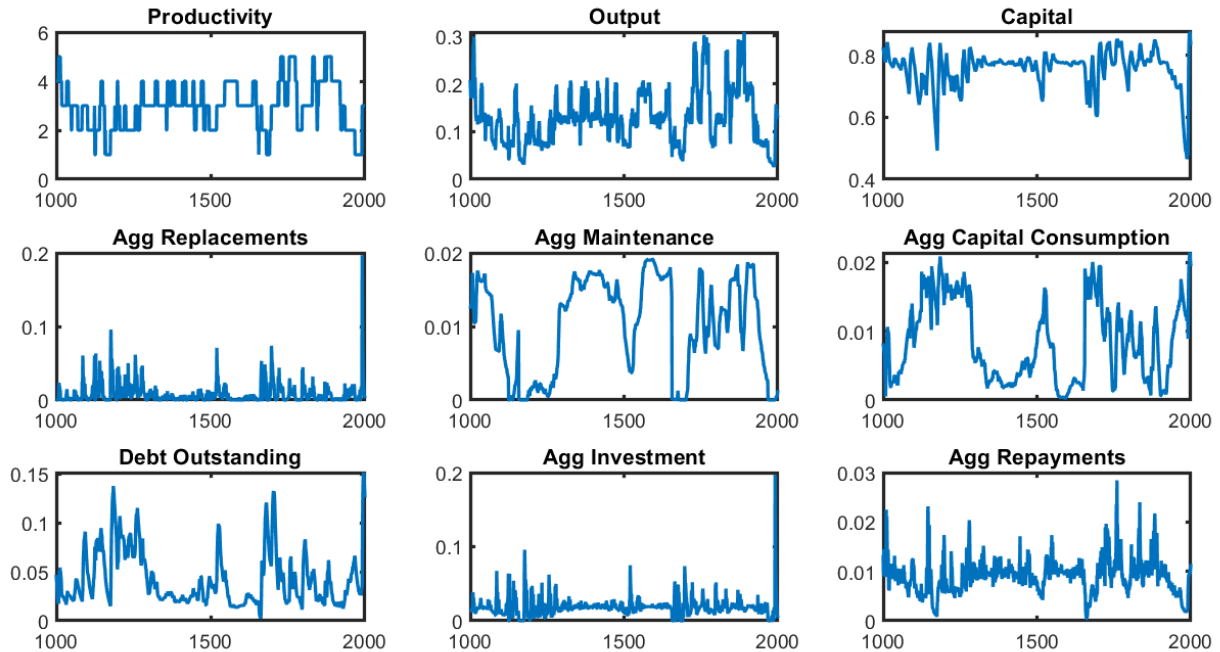 Productivity
6
4
2
0
1000 1500 2000
Output
0.3
0.2
0.1
0
1000 1500 2000
Capital
0.8
0.6
0.4
1000 1500 2000
Agg Replacements
0.2
0.1
0
1000 1500 2000
Agg Maintenance
0.02
0.01
0
1000 1500 2000
Agg Capital Consumption
0.02
0.01
0
1000 1500 2000
Debt Outstanding
0.15
0.1
0.05
0
1000 1500 2000
Agg Investment
0.2
0.1
0
1000 1500 2000
Agg Repayments
0.03
0.02
0.01
0
1000 1500 2000